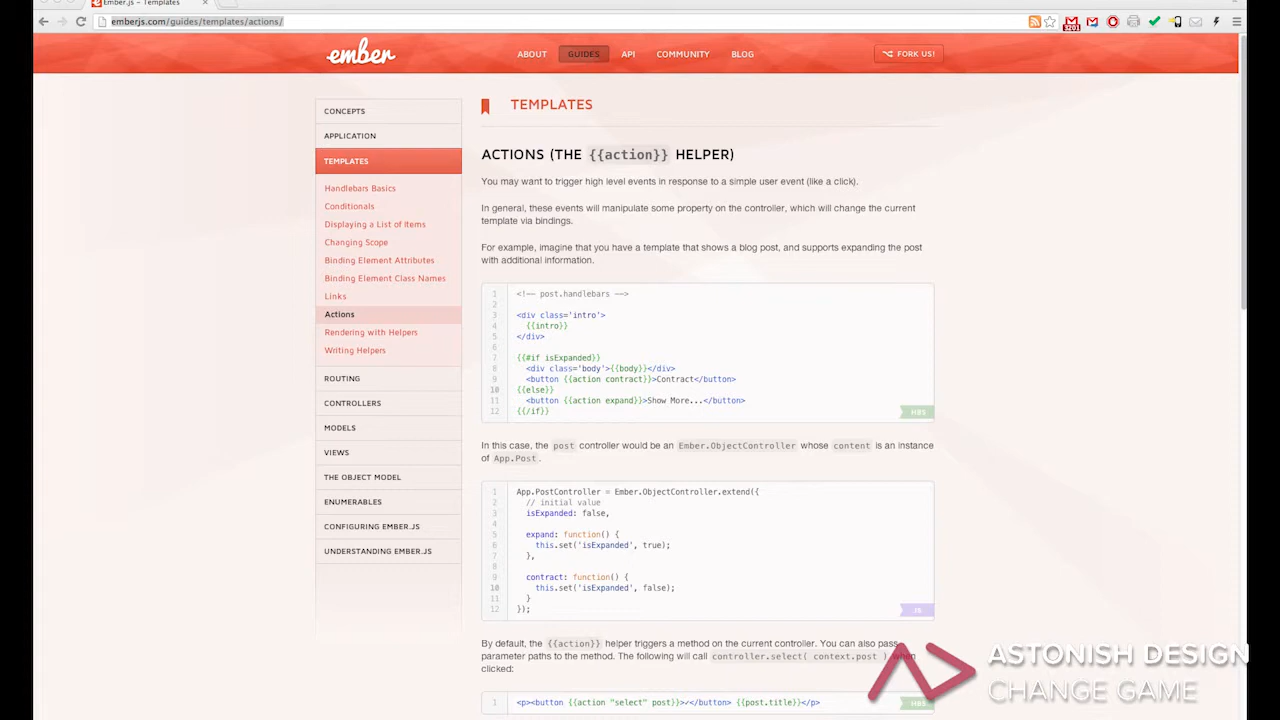 Ember.js - Templates
emberjs.com/guides/templates/actions/
3201
ember
ABOUT
GUIDES
API
COMMUNITY
BLOG
FORK US!
CONCEPTS
APPLICATION
TEMPLATES
Handlebars Basics
Conditionals
Displaying a List of Items
Changing Scope
Binding Element Attributes
Binding Element Class Names
Links
Actions
Rendering with Helpers
Writing Helpers
ROUTING
CONTROLLERS
MODELS
VIEWS
THE OBJECT MODEL
ENUMERABLES
CONFIGURING EMBER.JS
UNDERSTANDING EMBER.JS
TEMPLATES
ACTIONS (THE {{action}} HELPER)
You may want to trigger high level events in response to a simple user event (like a click).
In general, these events will manipulate some property on the controller, which will change the current
template via bindings.
For example, imagine that you have a template that shows a blog post, and supports expanding the post
with additional information.
1 <!-- post.handlebars -->
2
3 <div class='intro'>
4 {{intro}}
5 </div>
6
7 {{#if isExpanded}}
8 <div class='body'>{{body}}</div>
9 <button {{action contract}}>Contract</button>
10 {{else}}
11 <button {{action expand}}>Show More...</button>
12 {{/if}}
HBS
In this case, the post controller would be an Ember.ObjectController whose content is an instance
of App.Post.
1 App.PostController = Ember.ObjectController.extend({
2 // initial value
3 isExpanded: false,
4
5 expand: function() {
6 this.set('isExpanded', true);
7 },
8
9 contract: function() {
10 this.set('isExpanded', false);
11 }
12 });
JS
By default, the {{action}} helper triggers a method on the current controller. You can also pass
parameter paths to the method. The following will call controller.select( context.post ) when
clicked:
1 <p><button {{action "select" post}}>✓</button> {{post.title}}</p>
HBS
ASTONISH DESIGN
CHANGE GAME